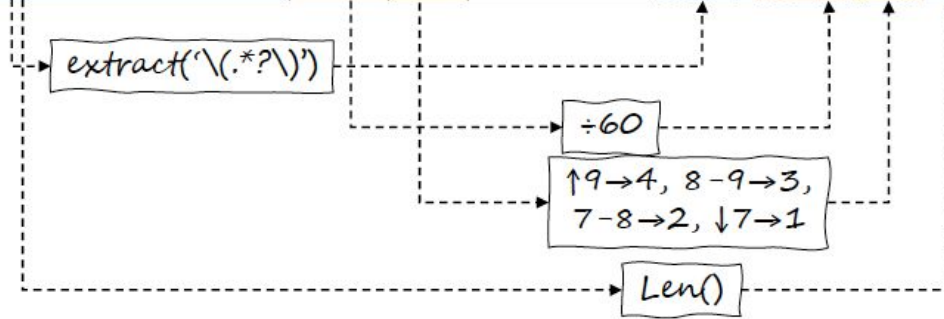 extract('\(.*?\)')
÷60
↑9→4, 8-9→3,
7-8→2, ↓7→1
Len()